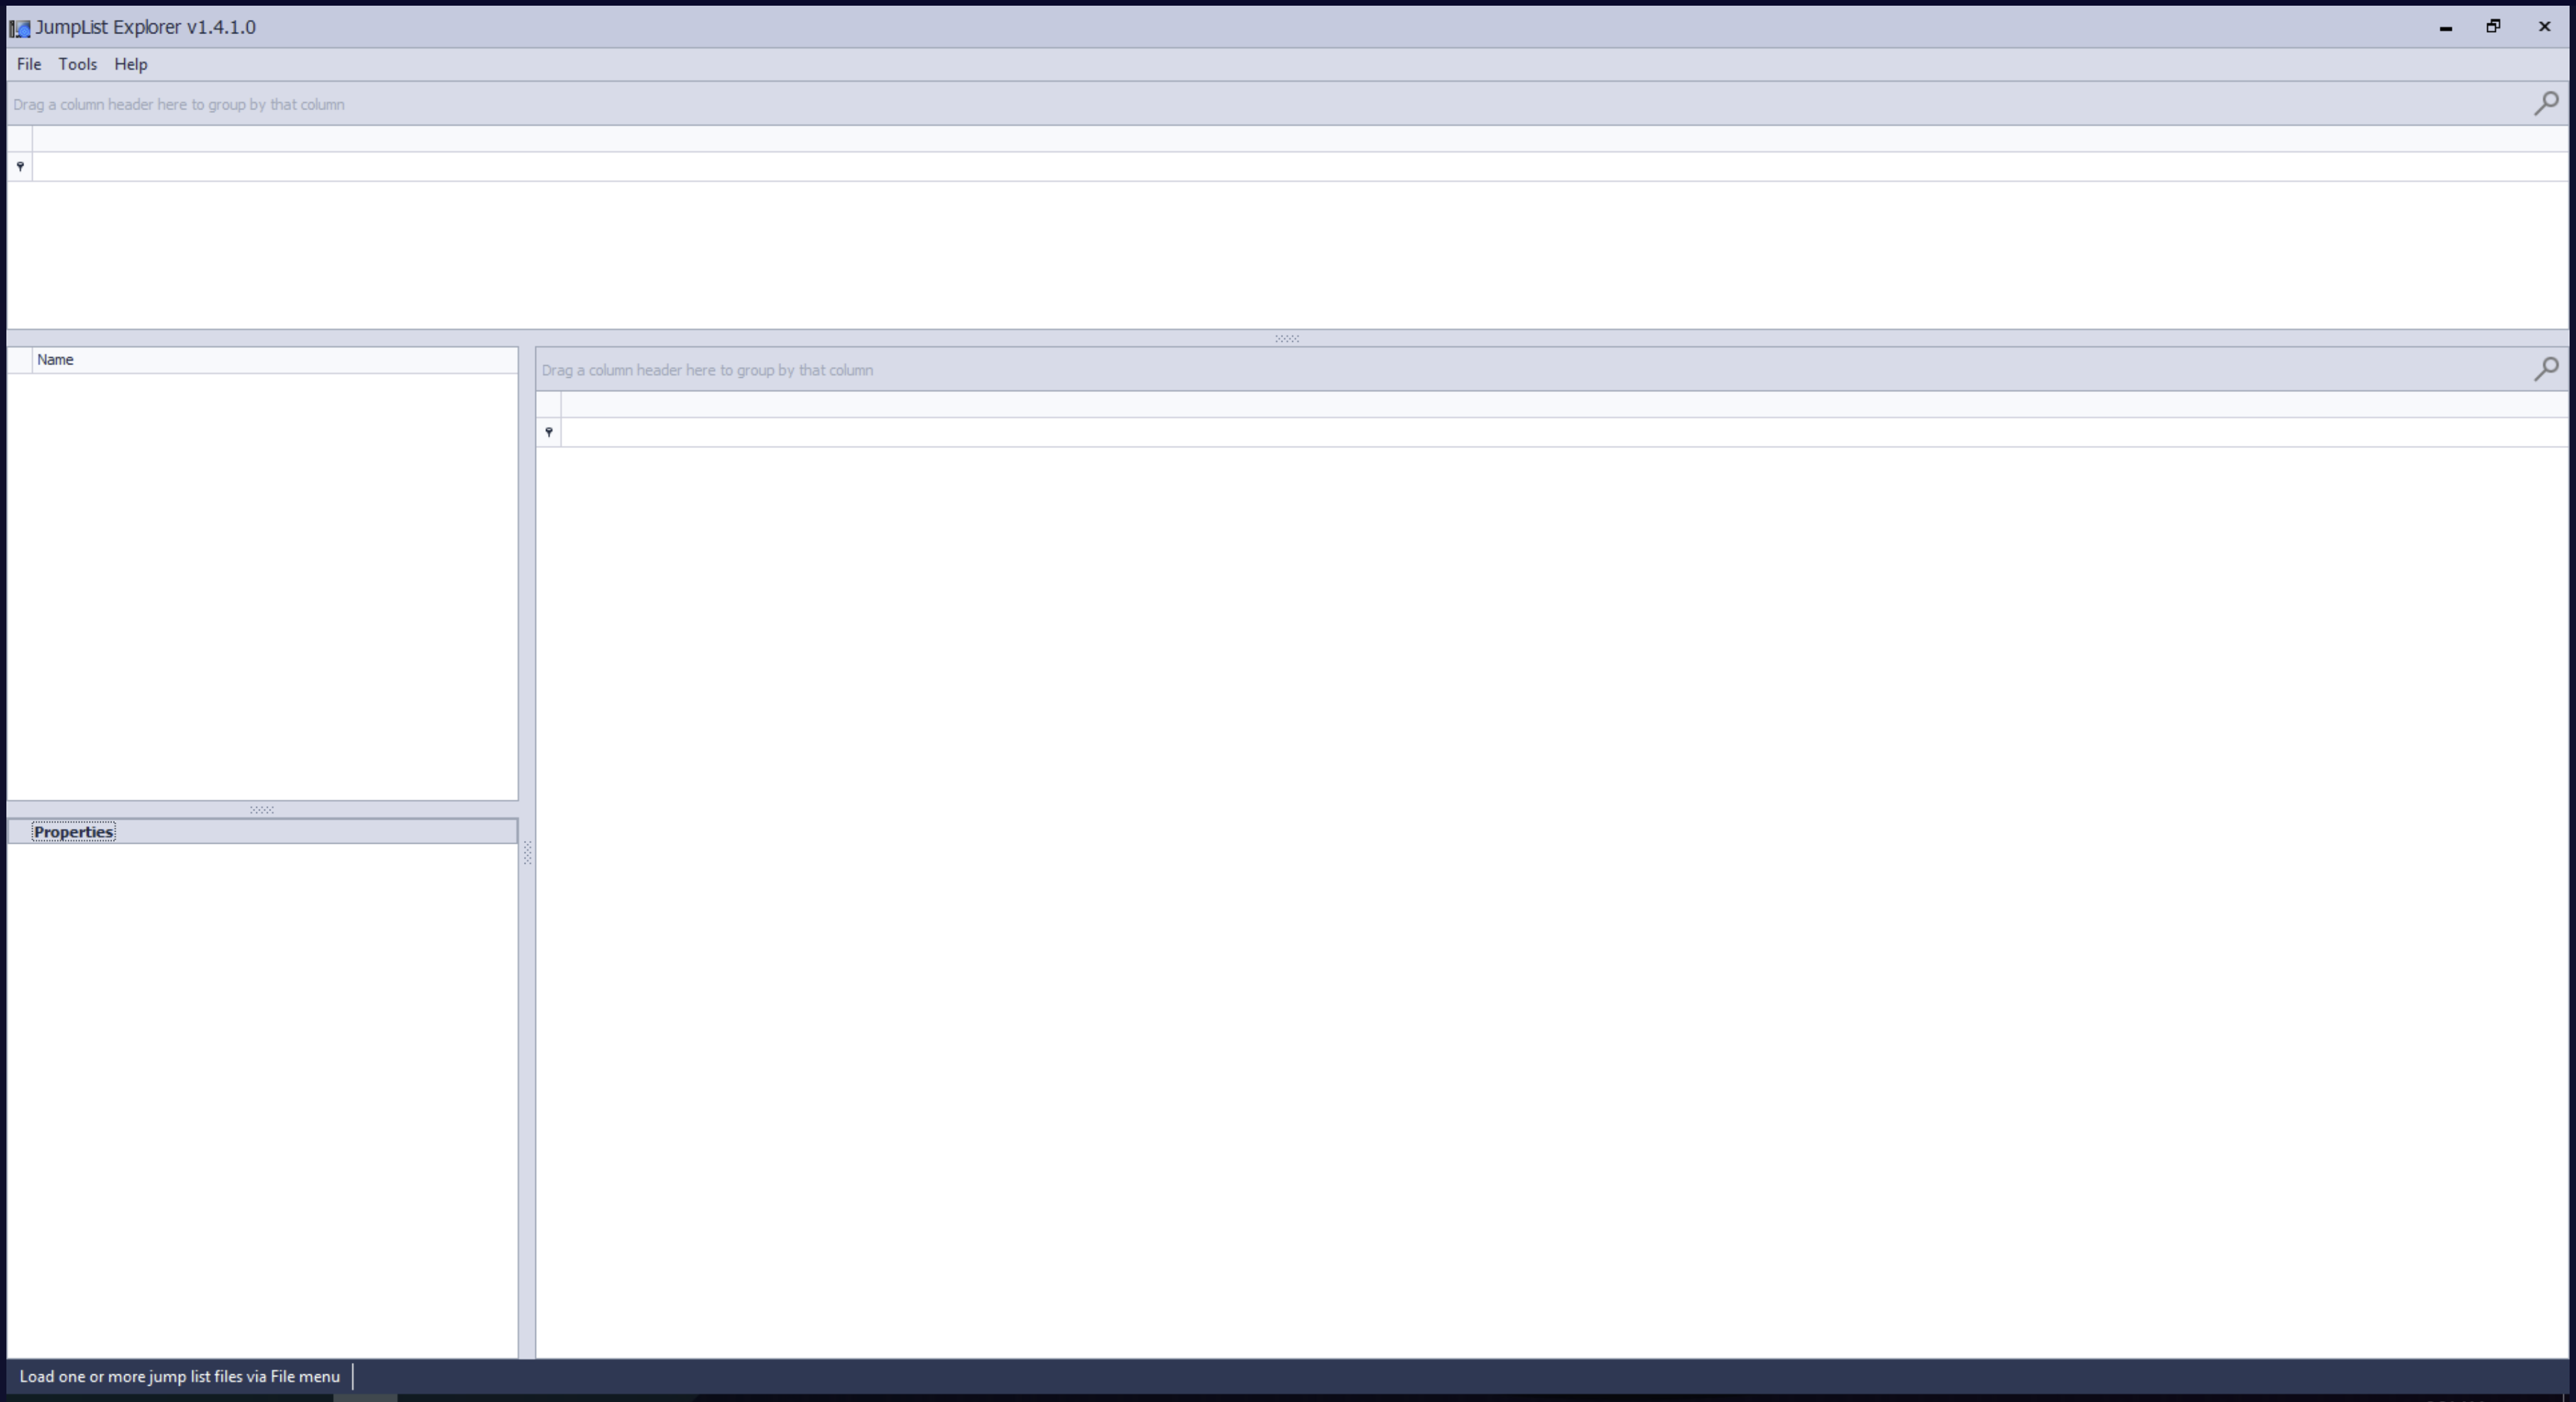 JumpList Explorer v1.4.1.0
File Tools Help
Drag a column header here to group by that column
Name
Drag a column header here to group by that column
Properties
Load one or more jump list files via File menu